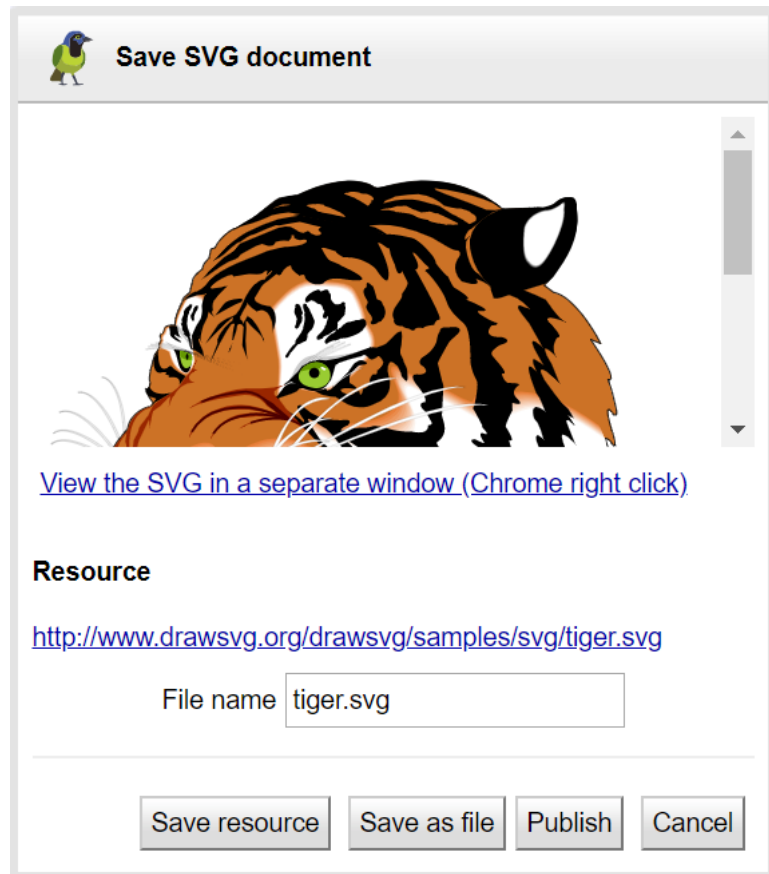 Save SVG document
View the SVG in a separate window (Chrome right click)
Resource
http://www.drawsvg.org/drawsvg/samples/svg/tiger.svg
File name tiger.svg
Save resource Save as file Publish Cancel